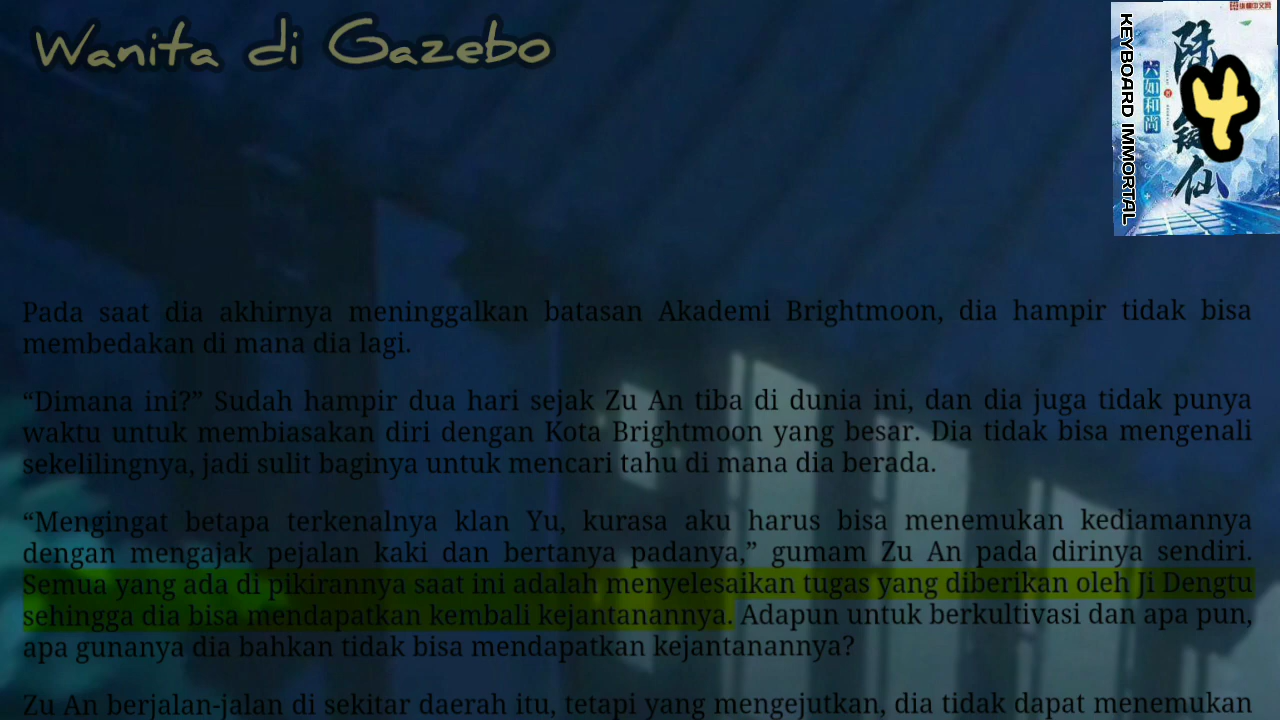 Wanita di Gazebo
KEYBOARD IMMORTAL
六如和尚
陆
仙
4
Pada saat dia akhirnya meninggalkan batasan Akademi Brightmoon, dia hampir tidak bisa
membedakan di mana dia lagi.
“Dimana ini?” Sudah hampir dua hari sejak Zu An tiba di dunia ini, dan dia juga tidak punya
waktu untuk membiasakan diri dengan Kota Brightmoon yang besar. Dia tidak bisa mengenali
sekelilingnya, jadi sulit baginya untuk mencari tahu di mana dia berada.
“Mengingat betapa terkenalnya klan Yu, kurasa aku harus bisa menemukan kediamannya
dengan mengajak pejalan kaki dan bertanya padanya,” gumam Zu An pada dirinya sendiri.
Semua yang ada di pikirannya saat ini adalah menyelesaikan tugas yang diberikan oleh Ji Dengtu
sehingga dia bisa mendapatkan kembali kejantanannya. Adapun untuk berkultivasi dan apa pun,
apa gunanya dia bahkan tidak bisa mendapatkan kejantanannya?
Zu An berjalan-jalan di sekitar daerah itu, tetapi yang mengejutkan, dia tidak dapat menemukan